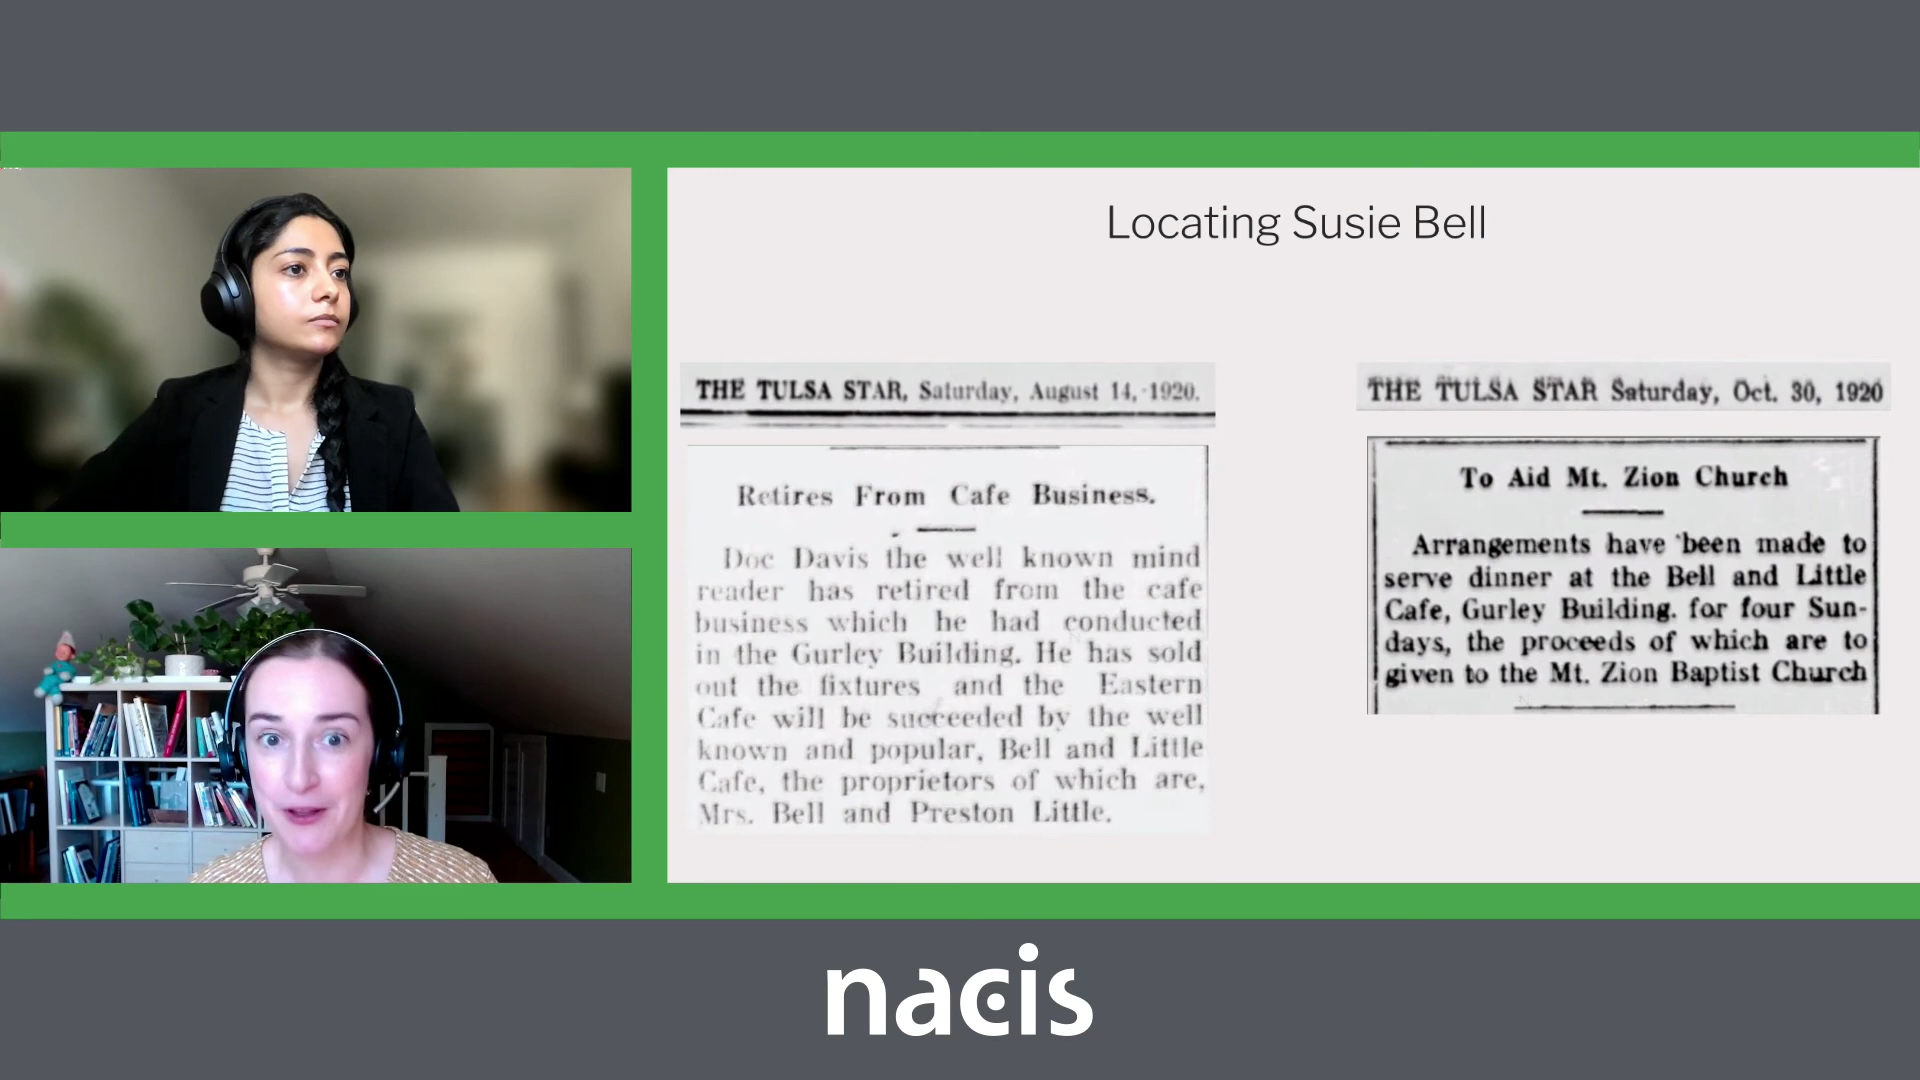 Locating Susie Bell
THE TULSA STAR, Saturday, August 14, 1920.
Retires From Cafe Business.
Doc Davis the well known mind
reader has retired from the cafe
business which he had conducted
in the Gurley Building. He has sold
out the fixtures and the Eastern
Cafe will be succeeded by the well
known and popular, Bell and Little
Cafe, the proprietors of which are,
Mrs. Bell and Preston Little.
THE TULSA STAR Saturday, Oct. 30, 1920
To Aid Mt. Zion Church
Arrangements have been made to
serve dinner at the Bell and Little
Cafe, Gurley Building. for four Sun-
days, the proceeds of which are to
given to the Mt. Zion Baptist Church
nacis